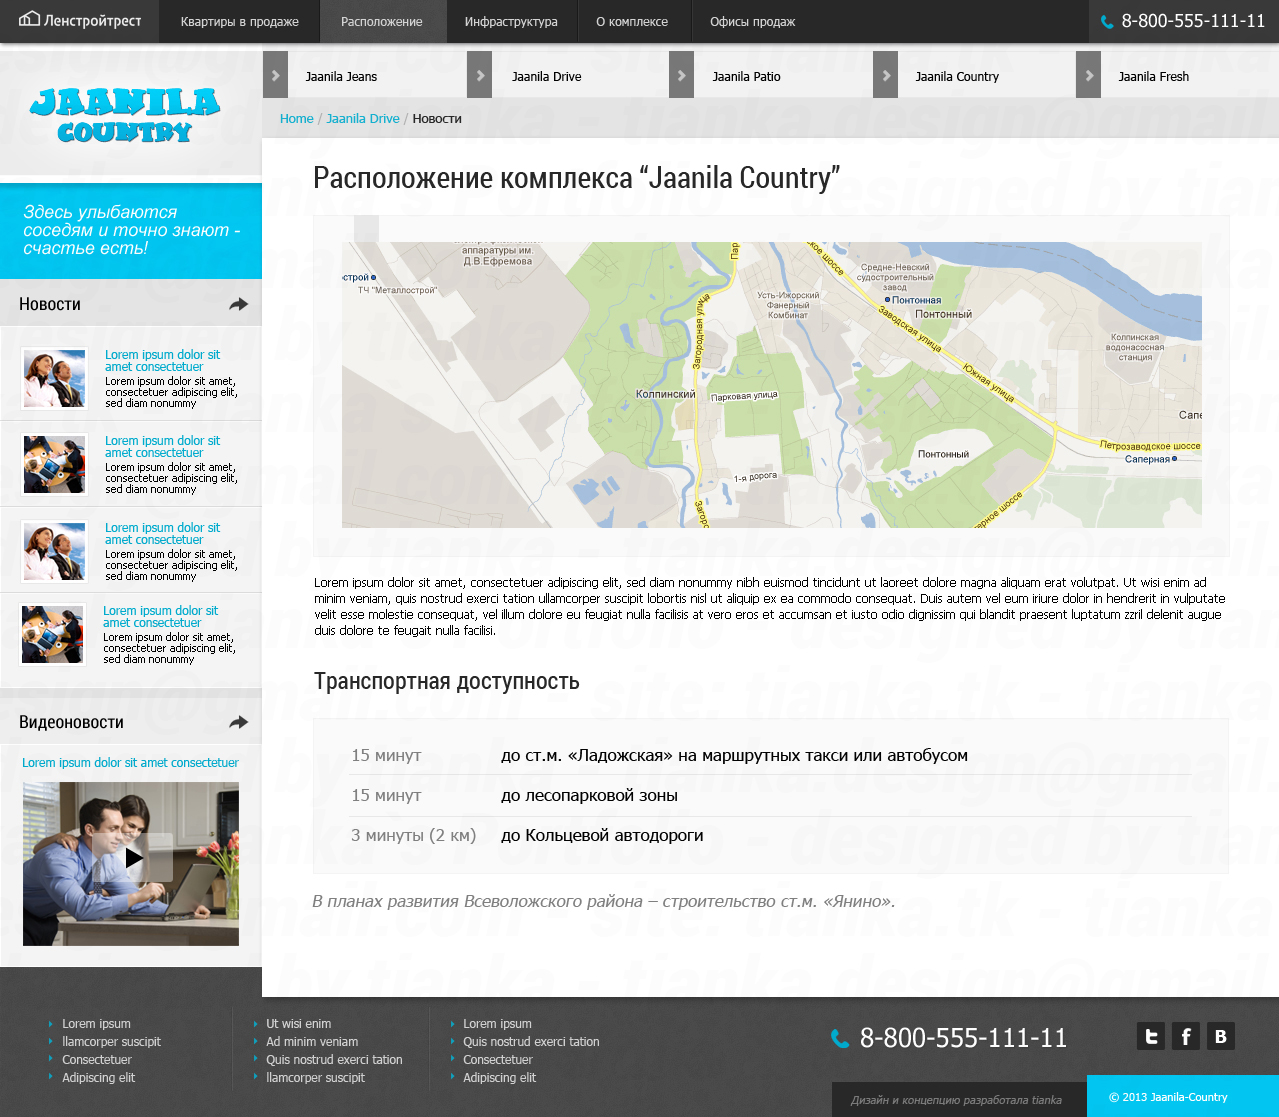 Ленстройтрест
Квартиры в продаже
Расположение
Инфраструктура
О комплексе
Офисы продаж
8-800-555-111-11
JAANILA
COUNTRY
Jaanila Jeans
Jaanila Drive
Jaanila Patio
Jaanila Country
Jaanila Fresh
Home / Jaanila Drive / Новости
Здесь улыбаются
соседям и точно знают -
счастье есть!
Новости
Lorem ipsum dolor sit
amet consectetuer
Lorem ipsum dolor sit amet,
consectetuer adipiscing elit,
sed diam nonummy
Lorem ipsum dolor sit
amet consectetuer
Lorem ipsum dolor sit amet,
consectetuer adipiscing elit,
sed diam nonummy
Lorem ipsum dolor sit
amet consectetuer
Lorem ipsum dolor sit amet,
consectetuer adipiscing elit,
sed diam nonummy
Lorem ipsum dolor sit
amet consectetuer
Lorem ipsum dolor sit amet,
consectetuer adipiscing elit,
sed diam nonummy
Видеоновости
Lorem ipsum dolor sit amet consectetuer
Расположение комплекса “Jaanila Country”
аппаратуры им.
Д.В.Ефремова
строй
ТЧ "Металлострой"
Загородная улица
Пар
Усть-Ижорский
Фанерный
Комбинат
ое шоссе
Средне-Невский
судостроительный
завод
Понтонная
Понтонный
Заводская улица
Колпинская
водонасосная
станция
Южная улица
Колпинский
Парковая улица
Сапе
Петрозаводское шоссе
Саперная
Понтонный
1-я дорога
Загоро
ерное шоссе
Lorem ipsum dolor sit amet, consectetuer adipiscing elit, sed diam nonummy nibh euismod tincidunt ut laoreet dolore magna aliquam erat volutpat. Ut wisi enim ad
minim veniam, quis nostrud exerci tation ullamcorper suscipit lobortis nisl ut aliquip ex ea commodo consequat. Duis autem vel eum iriure dolor in hendrerit in vulputate
velit esse molestie consequat, vel illum dolore eu feugiat nulla facilisis at vero eros et accumsan et iusto odio dignissim qui blandit praesent luptatum zzril delenit augue
duis dolore te feugait nulla facilisi.
Транспортная доступность
15 минут до ст.м. «Ладожская» на маршрутных такси или автобусом
15 минут до лесопарковой зоны
3 минуты (2 км) до Кольцевой автодороги
В планах развития Всеволожского района – строительство ст.м. «Янино».
Lorem ipsum
llamcorper suscipit
Consectetuer
Adipiscing elit
Ut wisi enim
Ad minim veniam
Quis nostrud exerci tation
llamcorper suscipit
Lorem ipsum
Quis nostrud exerci tation
Consectetuer
Adipiscing elit
8-800-555-111-11
Дизайн и концепцию разработала tianka
© 2013 Jaanila-Country